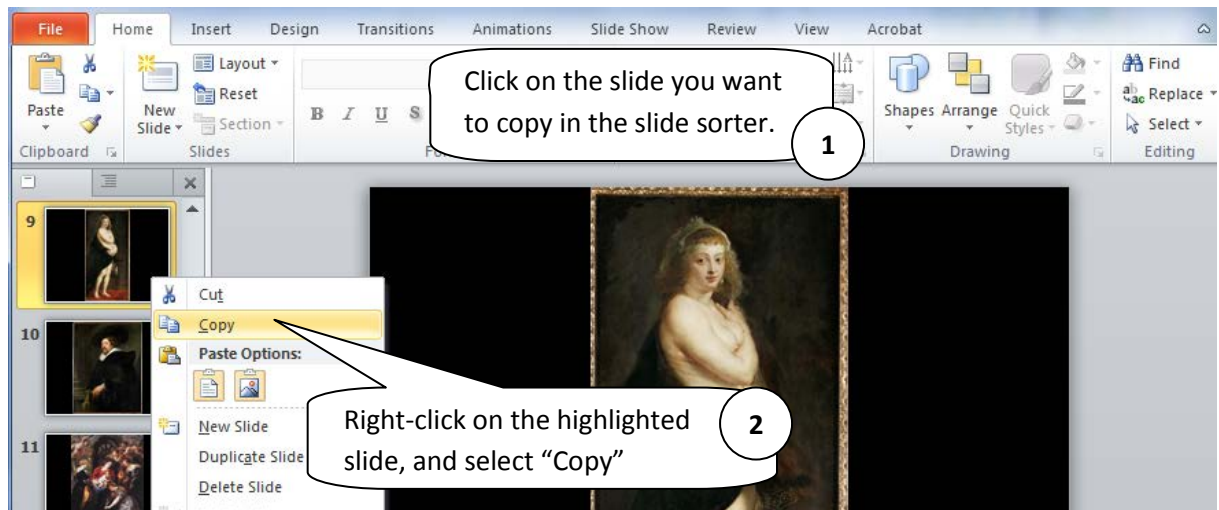 File Home Insert Design Transitions Animations Slide Show Review View Acrobat
Paste
New
Slide
Layout
Reset
Section
B I U S
Shapes Arrange Quick
Styles
Find
Replace
Select
Clipboard Slides Drawing Editing
Click on the slide you want
to copy in the slide sorter.
1
9
10
11
Cut
Copy
Paste Options:
New Slide
Duplicate Slide
Delete Slide
Right-click on the highlighted
slide, and select “Copy”
2